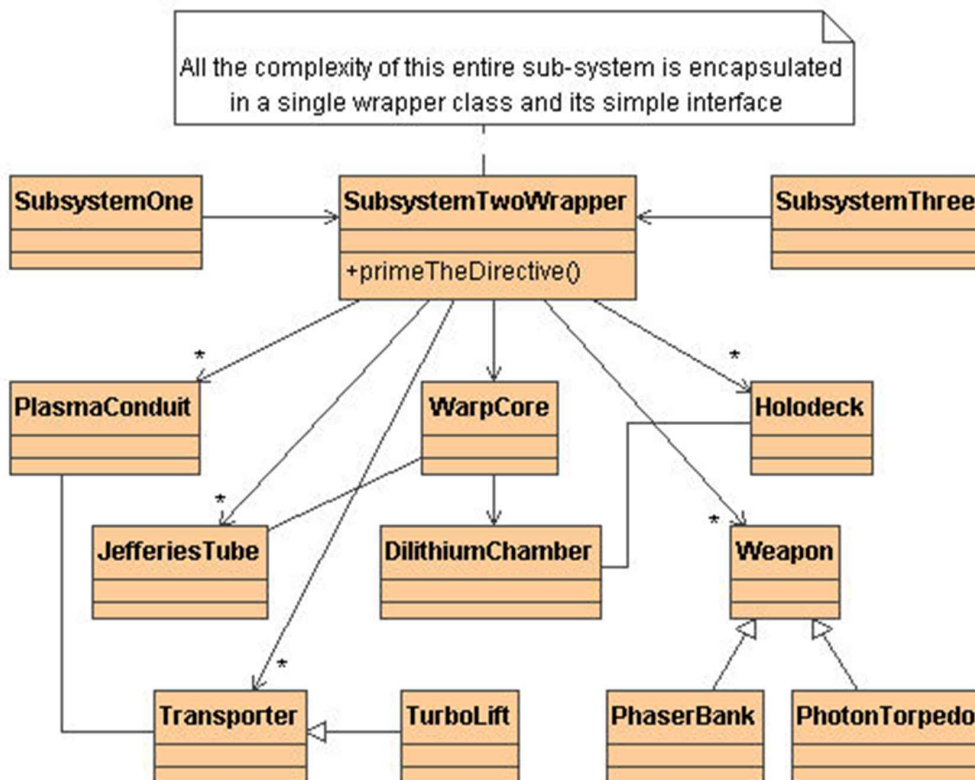 All the complexity of this entire sub-system is encapsulated
in a single wrapper class and its simple interface
SubsystemOne
SubsystemTwoWrapper
SubsystemThree
+primeTheDirective()
*
*
PlasmaConduit
WarpCore
Holodeck
*
*
JefferiesTube
DilithiumChamber
Weapon
*
Transporter
TurboLift
PhaserBank
PhotonTorpedo